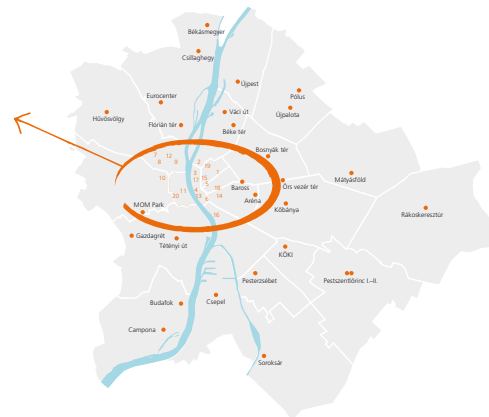 Békásmegyer
Csillaghegy
Újpest
Eurocenter
Pólus
Hűvösvölgy
Váci út
Újpalota
Flórián tér
Béke tér
Bosnyák tér
7
12
8
9
2
19
3
1
10
17
15
5
18
Baross
Örs vezér tér
Mátyásföld
11
4
20
13
6
14
Aréna
MOM Park
Kőbánya
Rákoskeresztúr
16
Gazdagrét
Tétényi út
KÖKI
Pesterzsébet
Pestszentlőrinc I.–II.
Budafok
Csepel
Campona
Soroksár